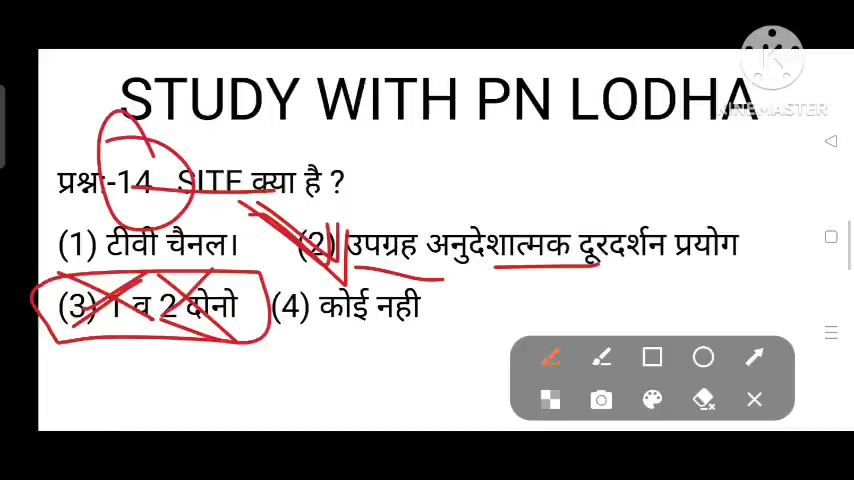 STUDY WITH PN LODHA
KINEMASTER
प्रश्न:-14 SITE क्या है ?
(1) टीवी चैनल। (2) उपग्रह अनुदेशात्मक दूरदर्शन प्रयोग
(3) 1 व 2 दोनो (4) कोई नही